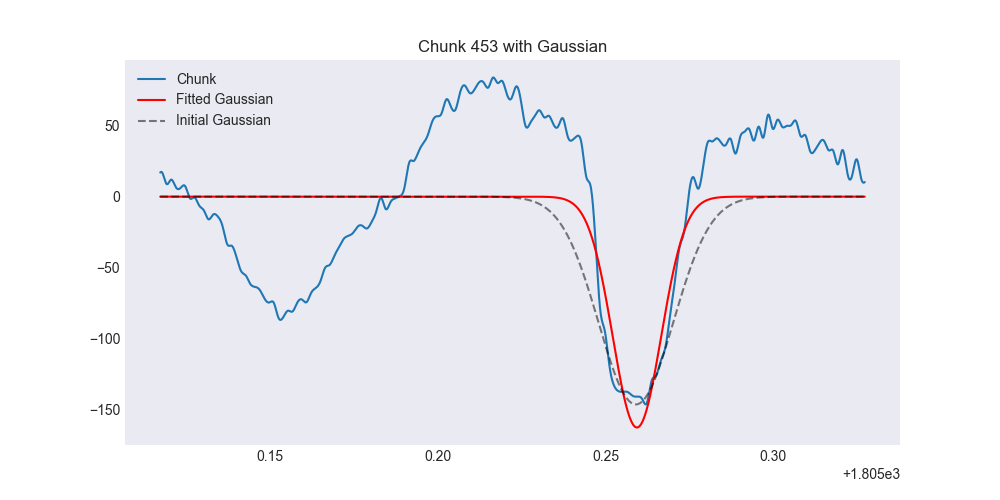 Chunk 453 with Gaussian
Chunk
Fitted Gaussian
Initial Gaussian
50
0
−50
−100
−150
0.15 0.20 0.25 0.30
+1.805e3